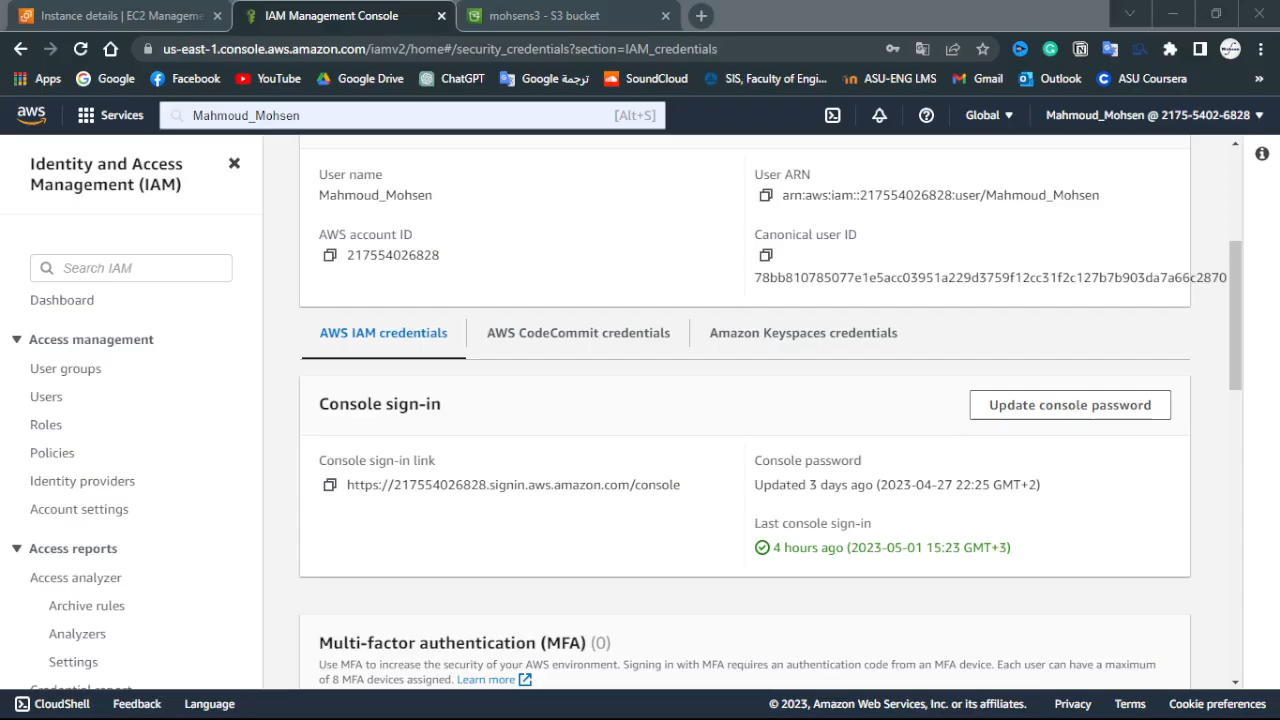 Instance details | EC2 Manageme
IAM Management Console
mohsens3 - S3 bucket
us-east-1.console.aws.amazon.com/iamv2/home#/security_credentials?section=IAM_credentials
Apps
Google
Facebook
YouTube
Google Drive
ChatGPT
ترجمة Google
SoundCloud
SIS, Faculty of Engi...
ASU-ENG LMS
Gmail
Outlook
ASU Coursera
»
aws
Services
Mahmoud_Mohsen
[Alt+S]
Global
Mahmoud_Mohsen @ 2175-5402-6828
Identity and Access
Management (IAM)
Search IAM
Dashboard
Access management
User groups
Users
Roles
Policies
Identity providers
Account settings
Access reports
Access analyzer
Archive rules
Analyzers
Settings
Credential report
User name
Mahmoud_Mohsen
User ARN
arn:aws:iam::217554026828:user/Mahmoud_Mohsen
AWS account ID
217554026828
Canonical user ID
78bb810785077e1e5acc03951a229d3759f12cc31f2c127b7b903da7a66c2870
AWS IAM credentials
AWS CodeCommit credentials
Amazon Keyspaces credentials
Console sign-in
Update console password
Console sign-in link
https://217554026828.signin.aws.amazon.com/console
Console password
Updated 3 days ago (2023-04-27 22:25 GMT+2)
Last console sign-in
4 hours ago (2023-05-01 15:23 GMT+3)
Multi-factor authentication (MFA) (0)
Use MFA to increase the security of your AWS environment. Signing in with MFA requires an authentication code from an MFA device. Each user can have a maximum
of 8 MFA devices assigned. Learn more
CloudShell
Feedback
Language
© 2023, Amazon Web Services, Inc. or its affiliates.
Privacy
Terms
Cookie preferences